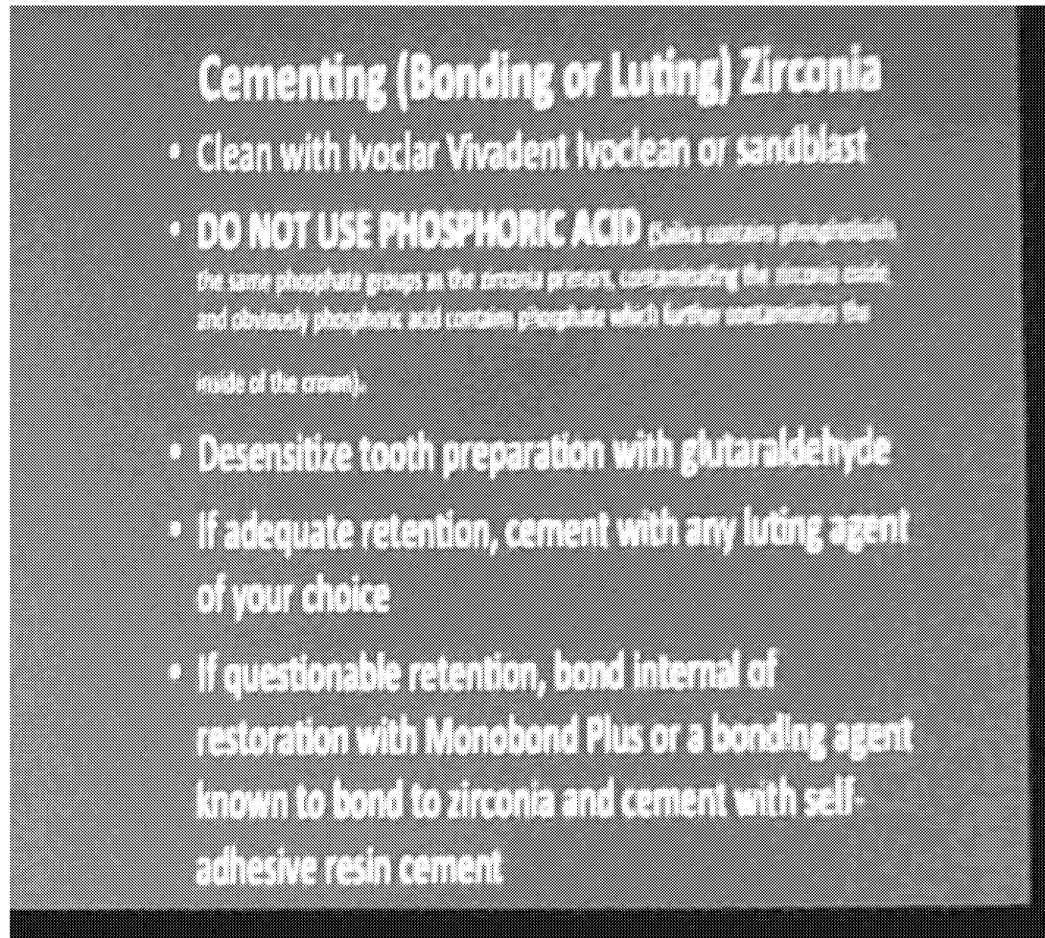 Cementing (Bonding or Luting) Zirconia
• Clean with Ivoclar Vivadent Ivoclean or sandblast
• DO NOT USE PHOSPHORIC ACID (Saliva contains phospholipids
the same phosphate groups as the zirconia primers, contaminating the zirconia oxide,
and obviously phosphoric acid contains phosphate which further contaminates the
inside of the crown).
• Desensitize tooth preparation with glutaraldehyde
• If adequate retention, cement with any luting agent
of your choice
• If questionable retention, bond internal of
restoration with Monobond Plus or a bonding agent
known to bond to zirconia and cement with self-
adhesive resin cement